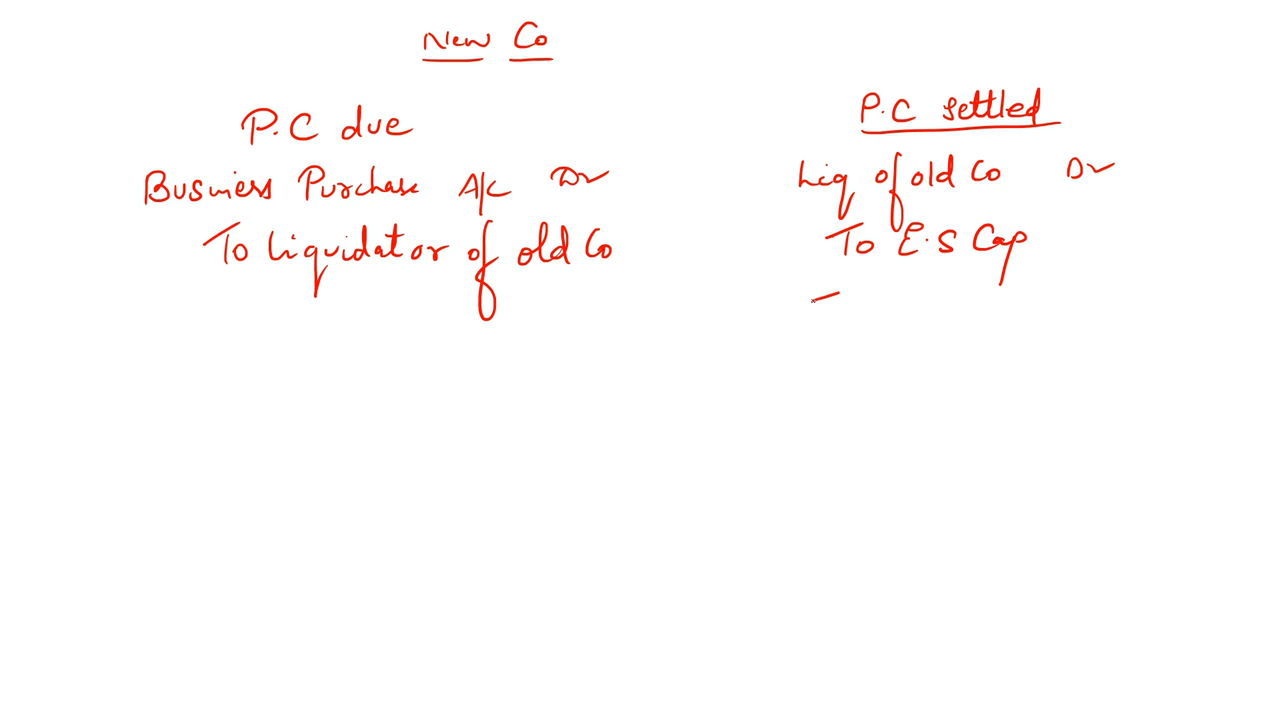 New Co
P.C due
Business Purchase A/c Dr
To Liquidator of old Co
P.C settled
Liq of old Co Dr
To E.S Cap